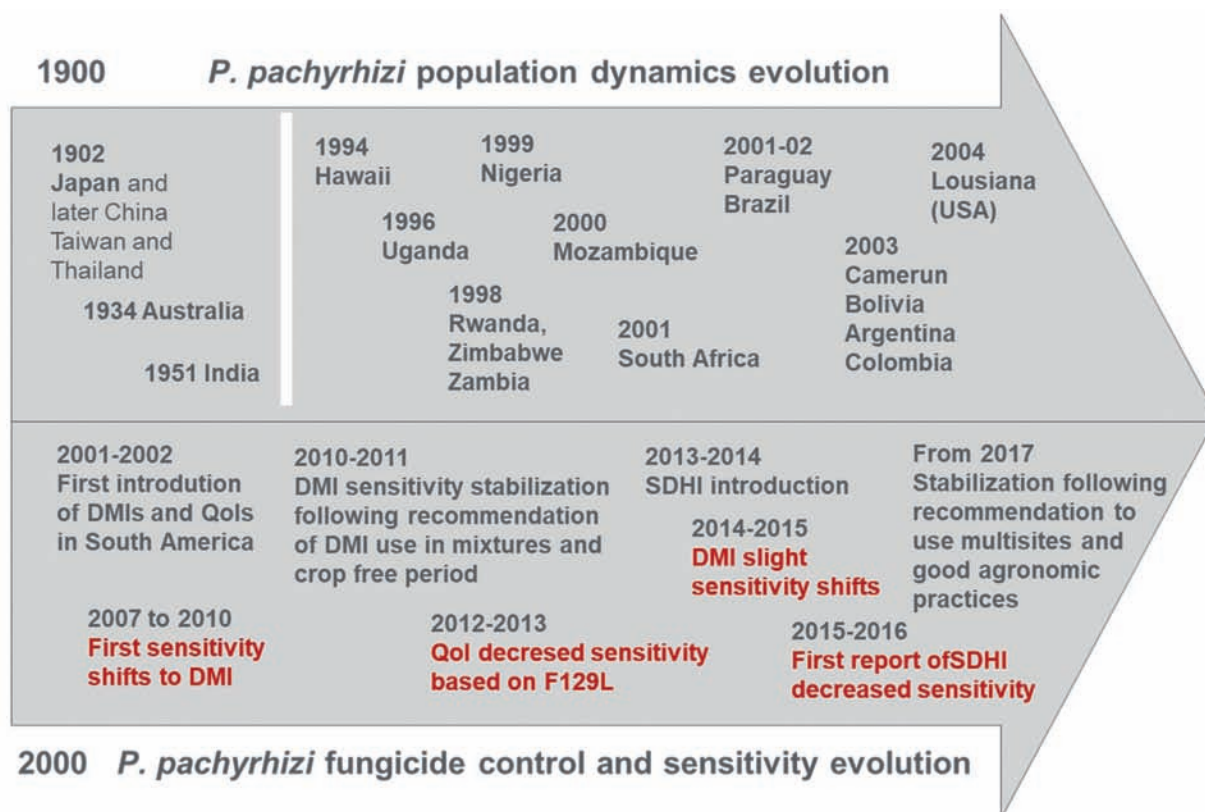 1900 P. pachyrhizi population dynamics evolution
1902
Japan and
later China
Taiwan and
Thailand
1934 Australia
1951 India
1994
Hawaii
1996
Uganda
1999
Nigeria
1998
Rwanda,
Zimbabwe
Zambia
2000
Mozambique
2001
South Africa
2001-02
Paraguay
Brazil
2003
Camerun
Bolivia
Argentina
Colombia
2004
Lousiana
(USA)
2001-2002
First introdution
of DMIs and QoIs
in South America
2007 to 2010
First sensitivity
shifts to DMI
2010-2011
DMI sensitivity stabilization
following recommendation
of DMI use in mixtures and
crop free period
2012-2013
QoI decresed sensitivity
based on F129L
2013-2014
SDHI introduction
2014-2015
DMI slight
sensitivity shifts
2015-2016
First report ofSDHI
decreased sensitivity
From 2017
Stabilization following
recommendation to
use multisites and
good agronomic
practices
2000 P. pachyrhizi fungicide control and sensitivity evolution